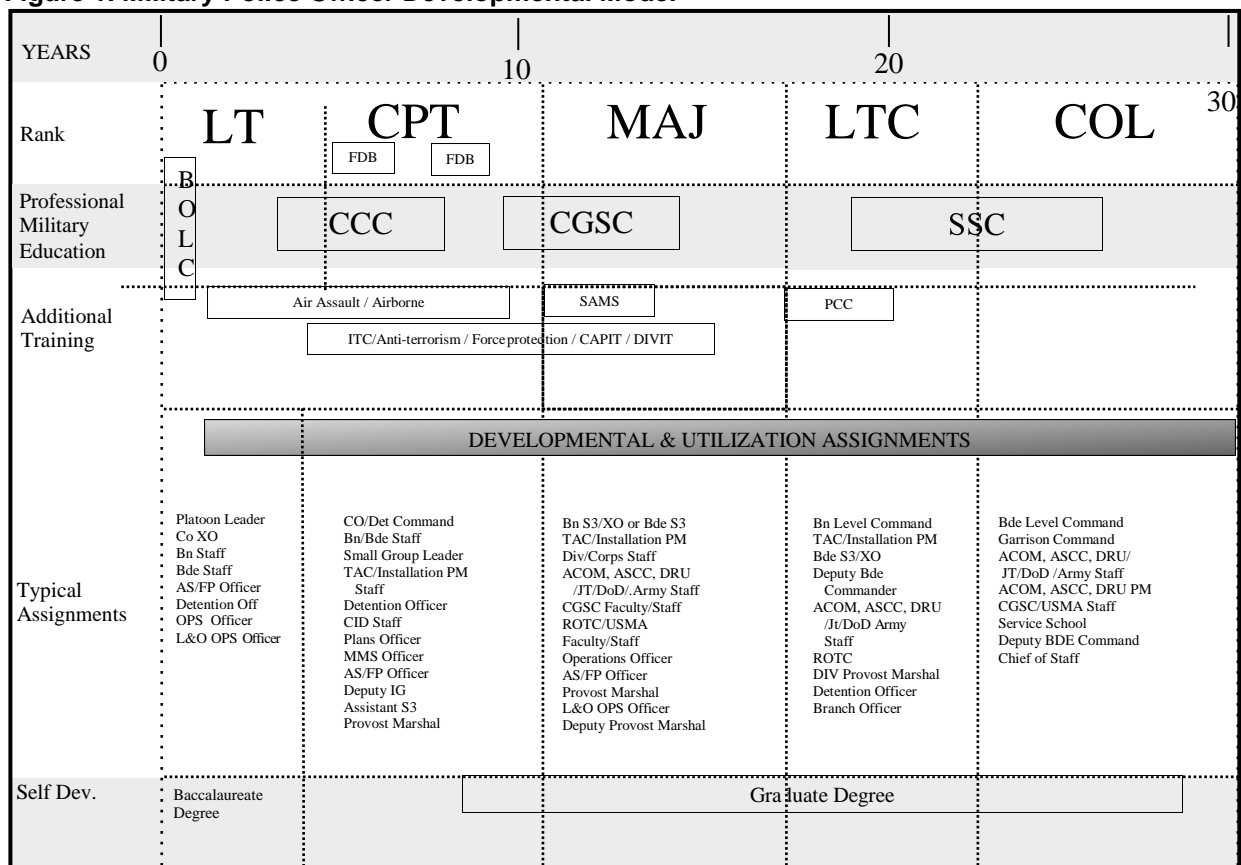 Figure 1. Military Police Officer Developmental Model
YEARS
0
10
20
30
Rank
LT
CPT
MAJ
LTC
COL
FDB
FDB
BOLC
Professional
Military
Education
CCC
CGSC
SSC
Additional
Training
Air Assault / Airborne
SAMS
PCC
ITC/Anti-terrorism / Force protection / CAPIT / DIVIT
DEVELOPMENTAL & UTILIZATION ASSIGNMENTS
Typical
Assignments
Platoon Leader
Co XO
Bn Staff
Bde Staff
AS/FP Officer
Detention Off
OPS Officer
L&O OPS Officer
CO/Det Command
Bn/Bde Staff
Small Group Leader
TAC/Installation PM
Staff
Detention Officer
CID Staff
Plans Officer
MMS Officer
AS/FP Officer
Deputy IG
Assistant S3
Provost Marshal
Bn S3/XO or Bde S3
TAC/Installation PM
Div/Corps Staff
ACOM, ASCC, DRU
/JT/DoD/.Army Staff
CGSC Faculty/Staff
ROTC/USMA
Faculty/Staff
Operations Officer
AS/FP Officer
Provost Marshal
L&O OPS Officer
Deputy Provost Marshal
Bn Level Command
TAC/Installation PM
Bde S3/XO
Deputy Bde
Commander
ACOM, ASCC, DRU
/Jt/DoD Army
Staff
ROTC
DIV Provost Marshal
Detention Officer
Branch Officer
Bde Level Command
Garrison Command
ACOM, ASCC, DRU/
JT/DoD /Army Staff
ACOM, ASCC, DRU PM
CGSC/USMA Staff
Service School
Deputy BDE Command
Chief of Staff
Self Dev.
Baccalaureate
Degree
Graduate Degree